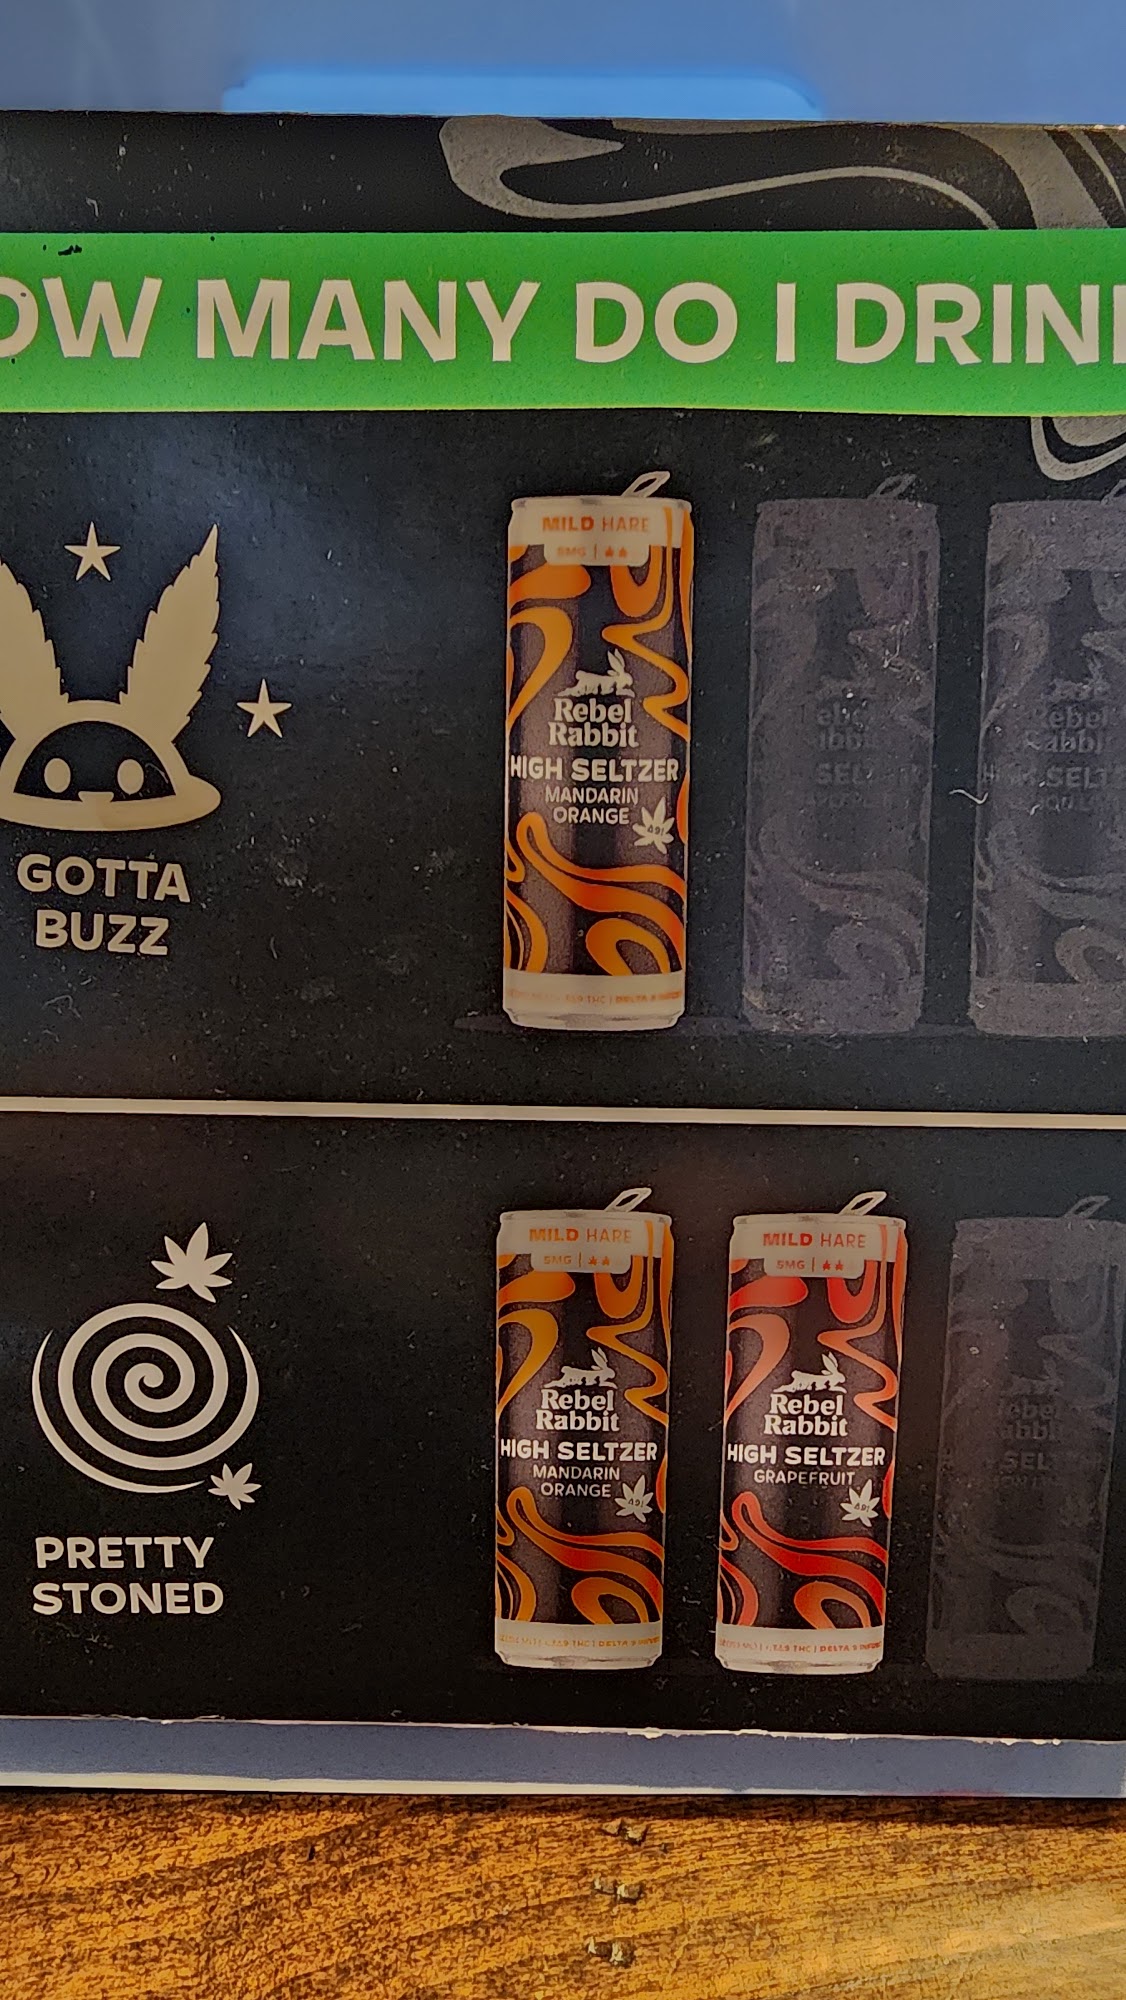 OW MANY DO I DRIN
MILD HARE
5MG
Rebel
Rabbit
HIGH SELTZER
MANDARIN
ORANGE
GOTTA
BUZZ
MILD HARE
5MG
Rebel
Rabbit
HIGH SELTZER
MANDARIN
ORANGE
MILD HARE
5MG
Rebel
Rabbit
HIGH SELTZER
GRAPEFRUIT
PRETTY
STONED